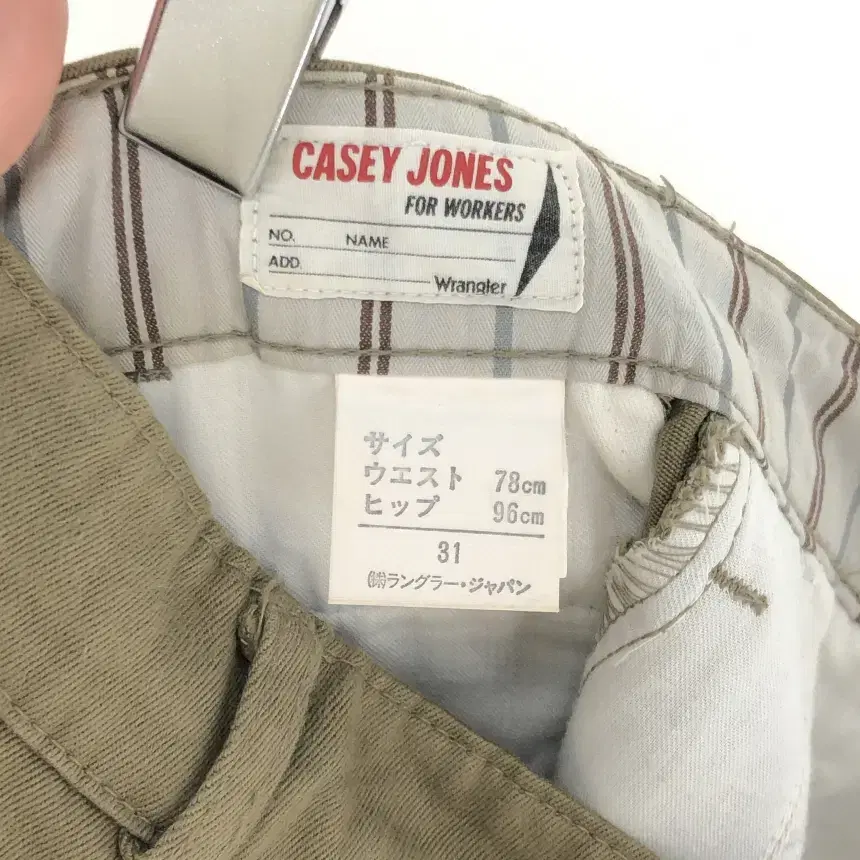 CASEY JONES
FOR WORKERS
NO. NAME
ADD.
Wrangler
サイズ
ウエスト 78cm
ヒップ 96cm
31
㈱ラングラー・ジャパン